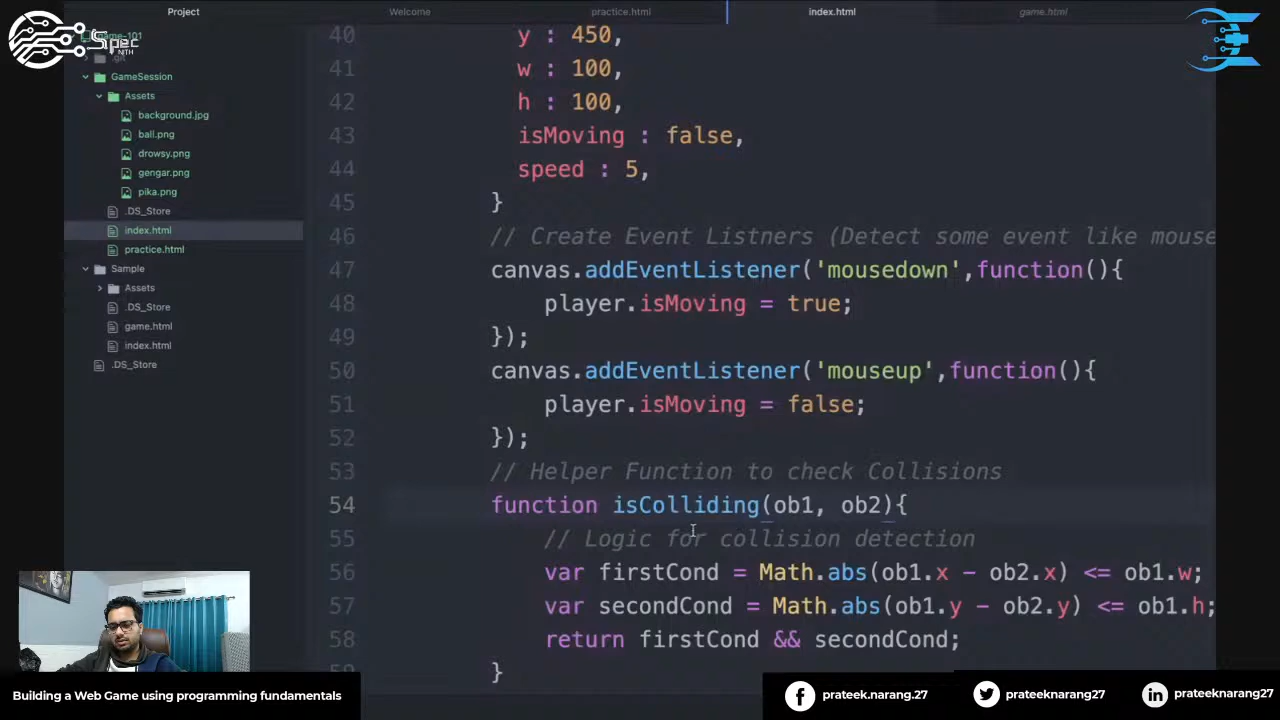 Project
Welcome
practice.html
index.html
game.html
Spec
NITH
game-101
.git
GameSession
Assets
background.jpg
ball.png
drowsy.png
gengar.png
pika.png
.DS_Store
index.html
practice.html
Sample
Assets
.DS_Store
game.html
index.html
.DS_Store
40 y : 450,
41 w : 100,
42 h : 100,
43 isMoving : false,
44 speed : 5,
45 }
46 // Create Event Listners (Detect some event like mouse
47 canvas.addEventListener('mousedown',function(){
48 player.isMoving = true;
49 });
50 canvas.addEventListener('mouseup',function(){
51 player.isMoving = false;
52 });
53 // Helper Function to check Collisions
54 function isColliding(ob1, ob2){
55 // Logic for collision detection
56 var firstCond = Math.abs(ob1.x - ob2.x) <= ob1.w;
57 var secondCond = Math.abs(ob1.y - ob2.y) <= ob1.h;
58 return firstCond && secondCond;
59 }
Building a Web Game using programming fundamentals
prateek.narang.27
prateeknarang27
prateeknarang27